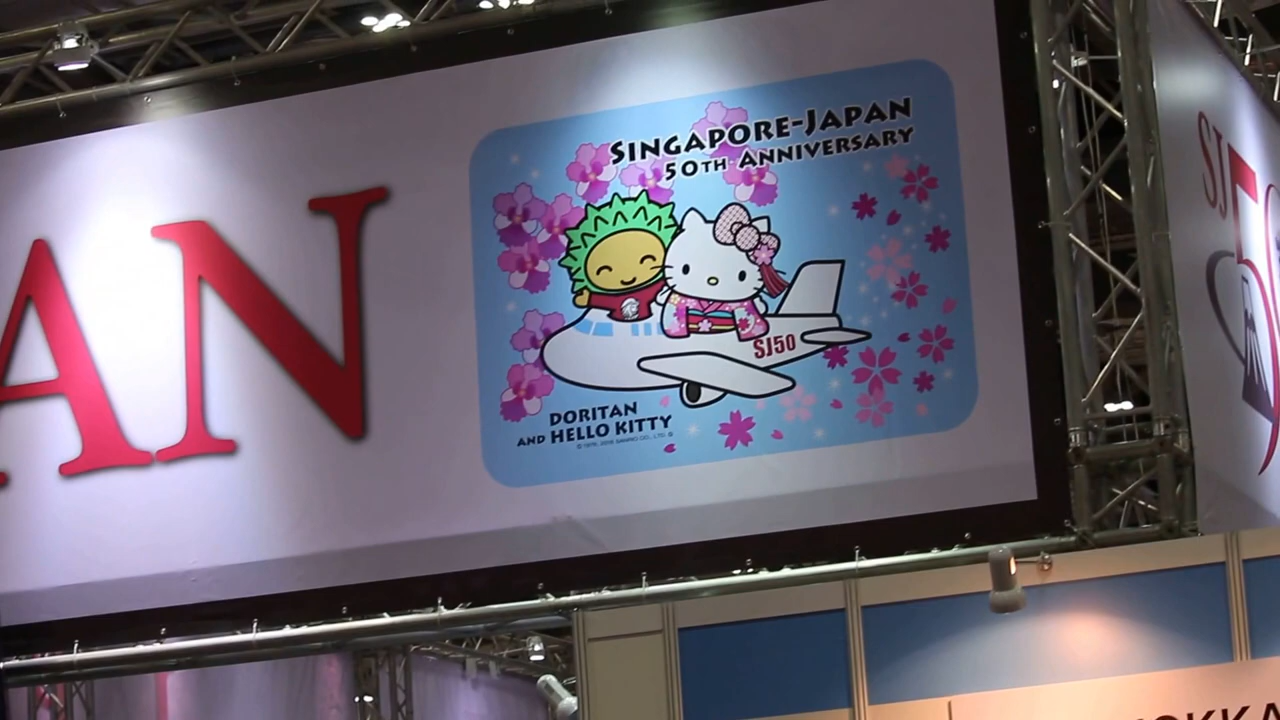 AN
SINGAPORE-JAPAN
50TH ANNIVERSARY
SJ50
DORITAN
AND HELLO KITTY
SJ